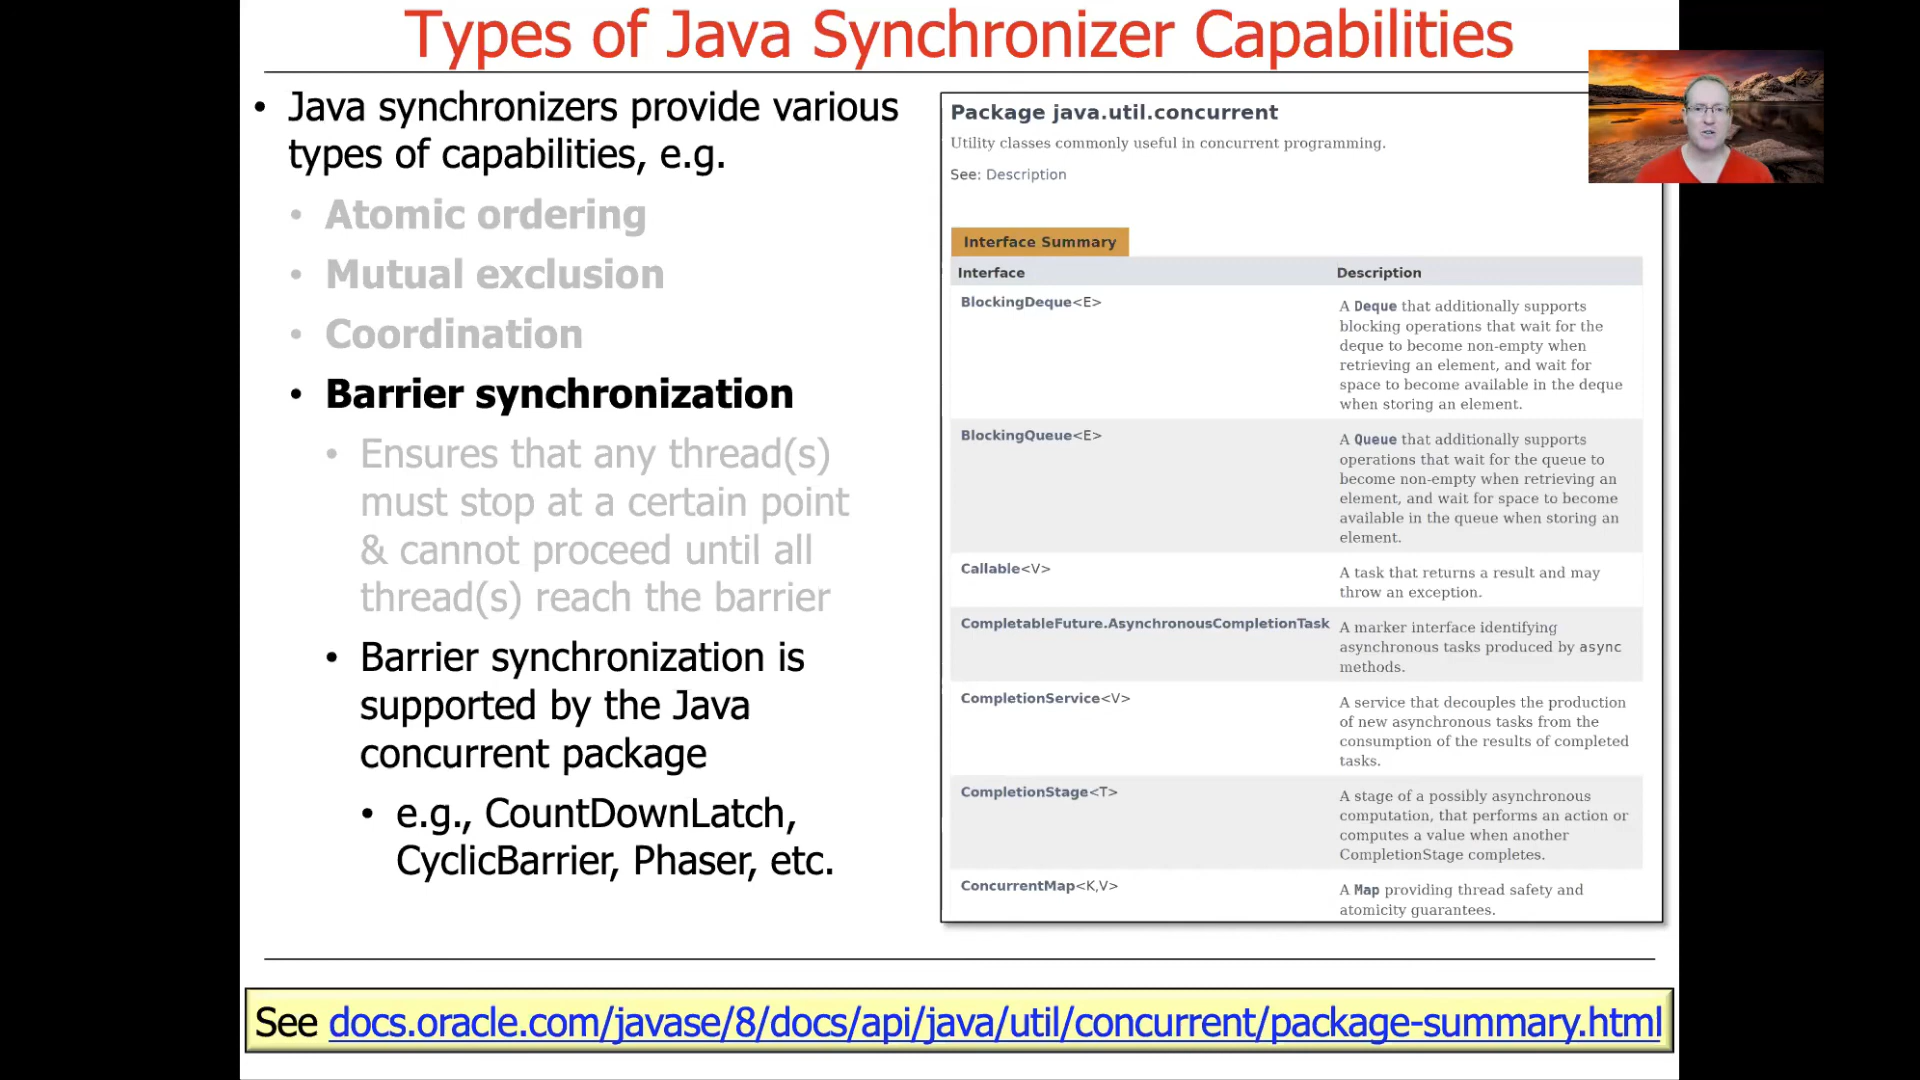 Types of Java Synchronizer Capabilities
• Java synchronizers provide various
types of capabilities, e.g.
• Atomic ordering
• Mutual exclusion
• Coordination
• Barrier synchronization
• Ensures that any thread(s)
must stop at a certain point
& cannot proceed until all
thread(s) reach the barrier
• Barrier synchronization is
supported by the Java
concurrent package
• e.g., CountDownLatch,
CyclicBarrier, Phaser, etc.
Package java.util.concurrent
Utility classes commonly useful in concurrent programming.
See: Description
Interface Summary
Interface Description
BlockingDeque<E> A Deque that additionally supports
blocking operations that wait for the
deque to become non-empty when
retrieving an element, and wait for
space to become available in the deque
when storing an element.
BlockingQueue<E> A Queue that additionally supports
operations that wait for the queue to
become non-empty when retrieving an
element, and wait for space to become
available in the queue when storing an
element.
Callable<V> A task that returns a result and may
throw an exception.
CompletableFuture.AsynchronousCompletionTask A marker interface identifying
asynchronous tasks produced by async
methods.
CompletionService<V> A service that decouples the production
of new asynchronous tasks from the
consumption of the results of completed
tasks.
CompletionStage<T> A stage of a possibly asynchronous
computation, that performs an action or
computes a value when another
CompletionStage completes.
ConcurrentMap<K,V> A Map providing thread safety and
atomicity guarantees.
See docs.oracle.com/javase/8/docs/api/java/util/concurrent/package-summary.html